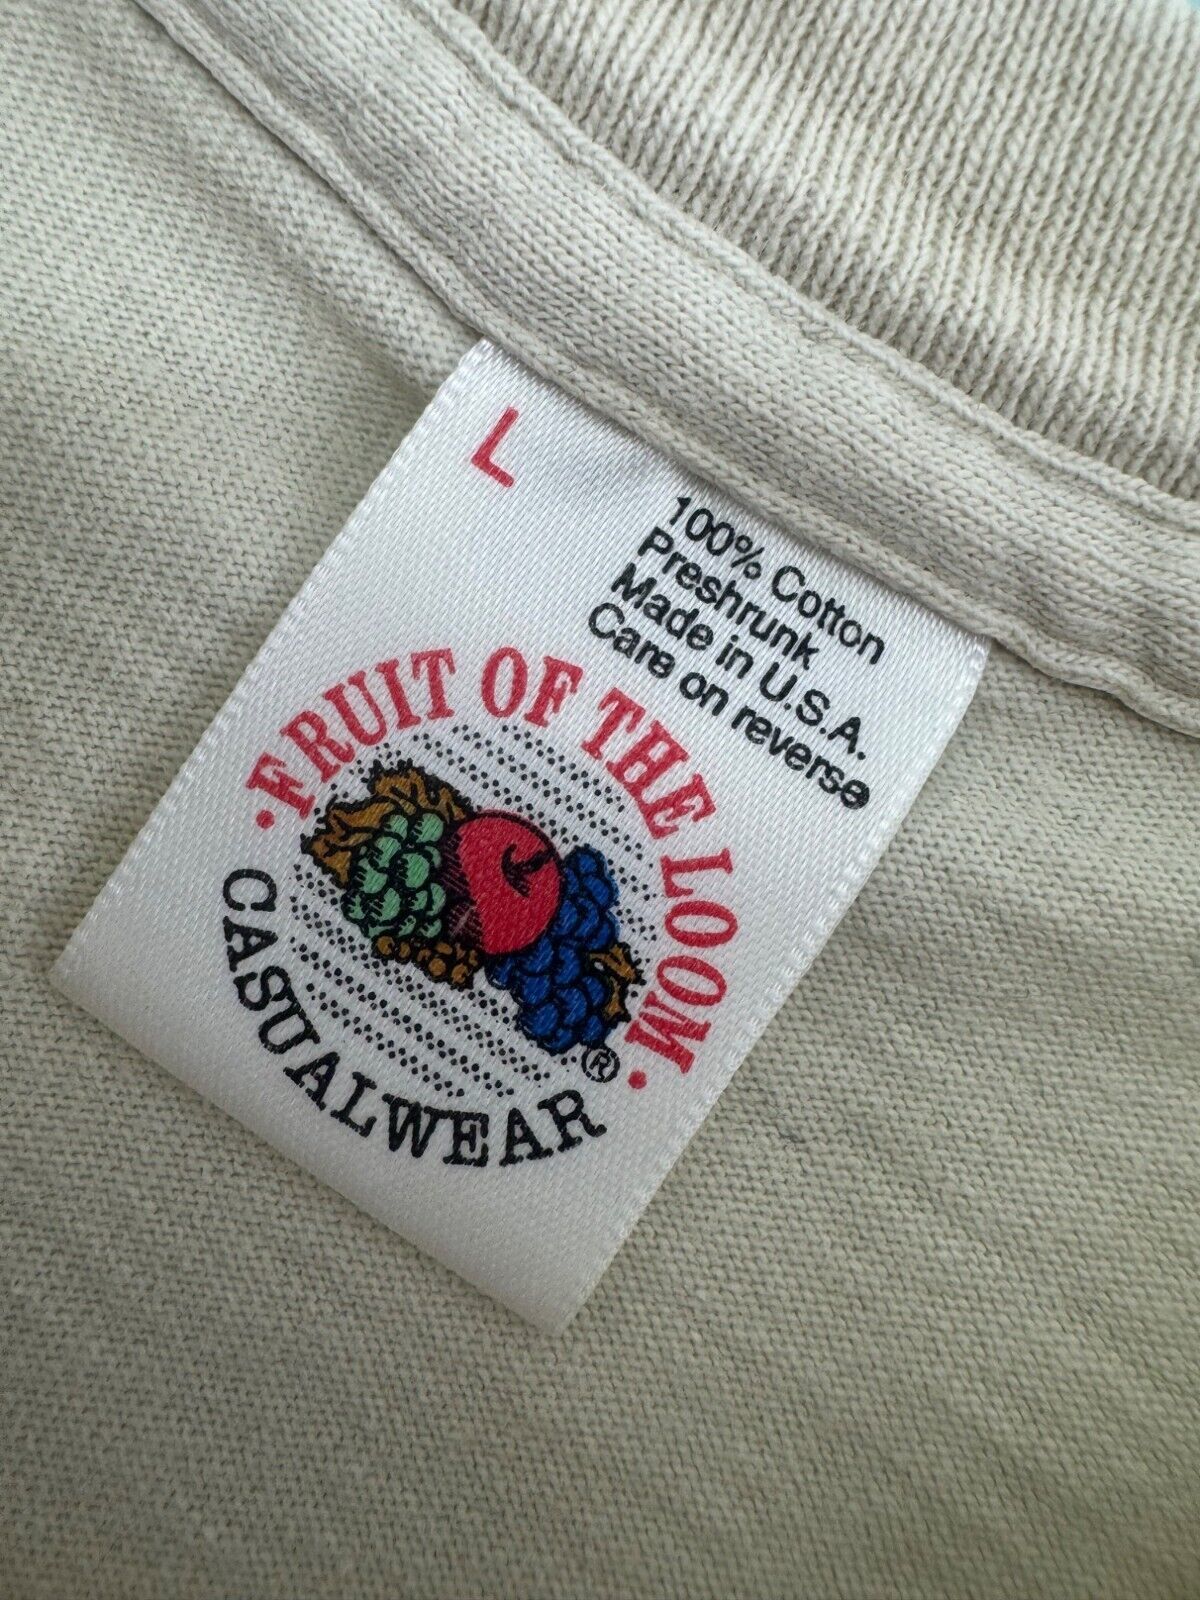 L
100% Cotton
Preshrunk
Made in U.S.A.
Care on reverse
·FRUIT OF THE LOOM·
®
CASUALWEAR